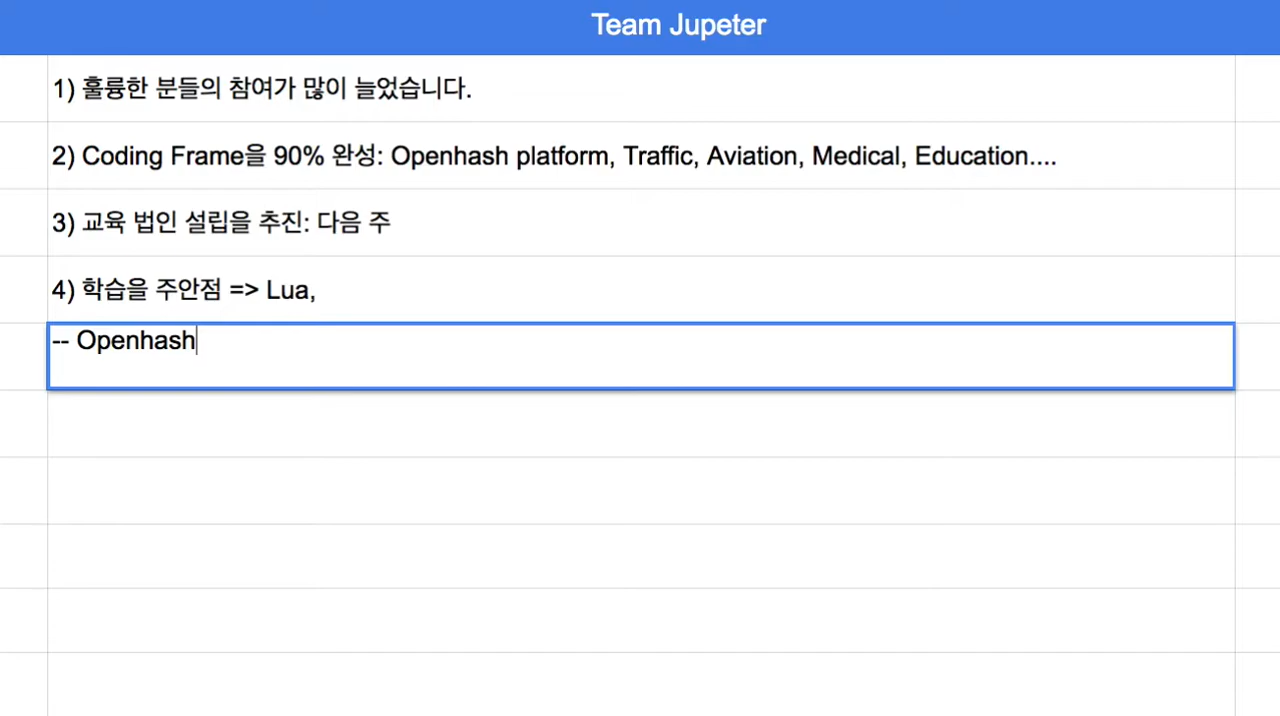 Team Jupeter
1) 훌륭한 분들의 참여가 많이 늘었습니다.
2) Coding Frame을 90% 완성: Openhash platform, Traffic, Aviation, Medical, Education....
3) 교육 법인 설립을 추진: 다음 주
4) 학습을 주안점 => Lua,
-- Openhash